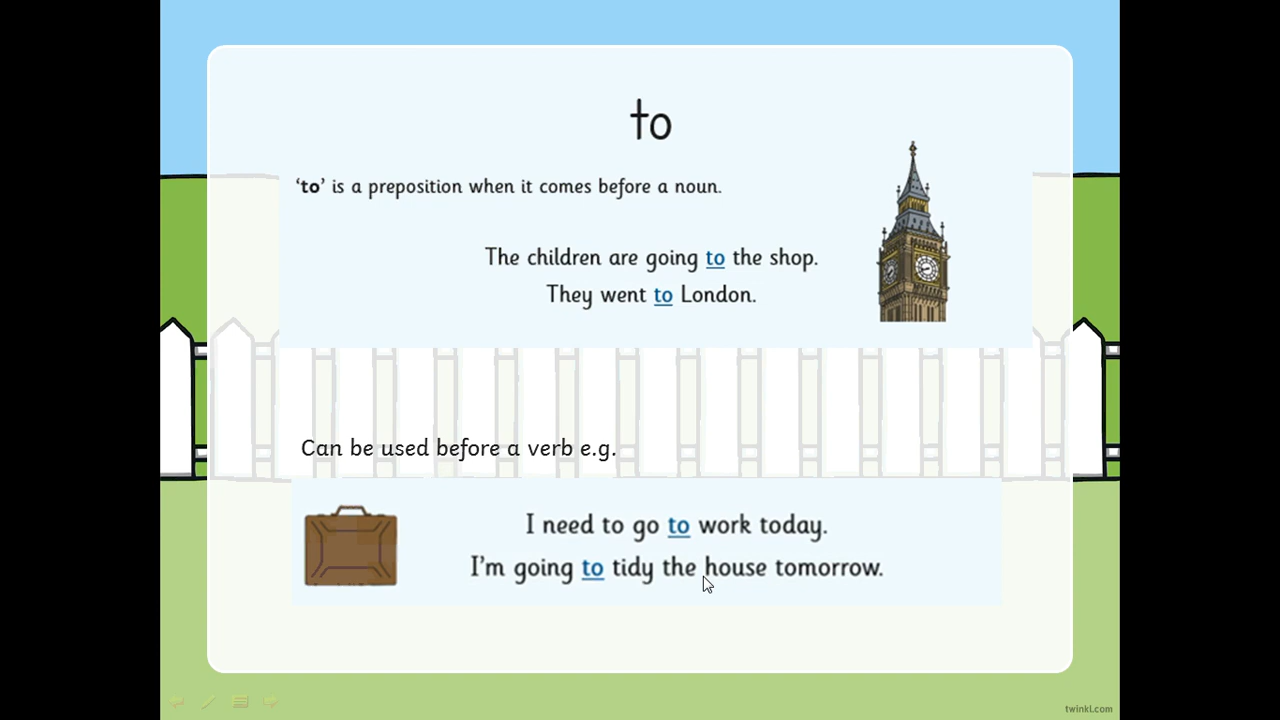 to
‘to’ is a preposition when it comes before a noun.
The children are going to the shop.
They went to London.
Can be used before a verb e.g.
I need to go to work today.
I’m going to tidy the house tomorrow.
twinkl.com